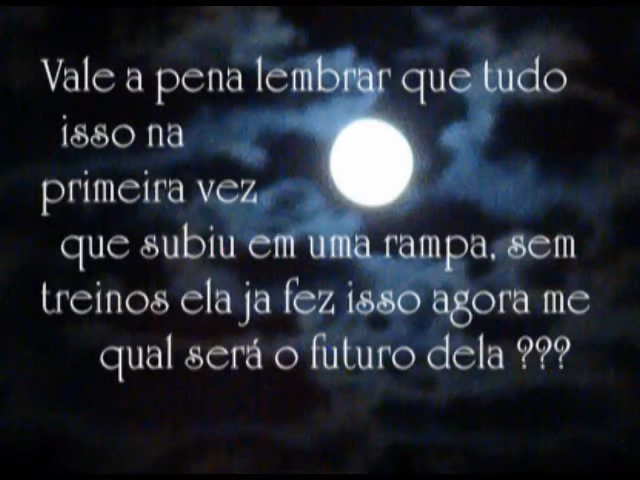 Vale a pena lembrar que tudo
isso na
primeira vez
que subiu em uma rampa, sem
treinos ela ja fez isso agora me
qual será o futuro dela ???